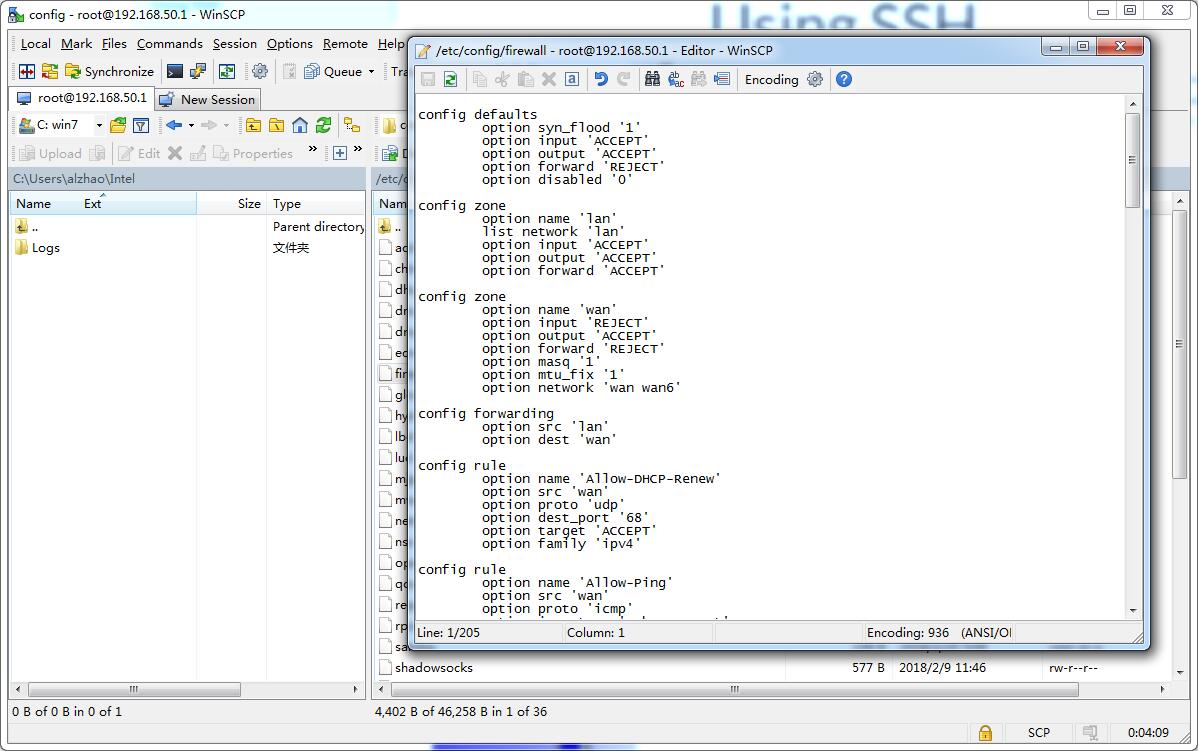 Using SSH
config - root@192.168.50.1 - WinSCP
Local Mark Files Commands Session Options Remote Help
Synchronize Queue
root@192.168.50.1 New Session
C: win7
Upload Edit Properties
C:\Users\alzhao\Intel
/etc/
Name Ext Size Type
.. Parent directory
Logs 文件夹
Nam
..
ac
ch
dh
dr
dr
fir
gl
hy
lb
luc
m
ne
ns
op
re
rp
shadowsocks 577 B 2018/2/9 11:46 rw-r--r--
/etc/config/firewall - root@192.168.50.1 - Editor - WinSCP
Encoding
config defaults
option syn_flood '1'
option input 'ACCEPT'
option output 'ACCEPT'
option forward 'REJECT'
option disabled '0'
config zone
option name 'lan'
list network 'lan'
option input 'ACCEPT'
option output 'ACCEPT'
option forward 'ACCEPT'
config zone
option name 'wan'
option input 'REJECT'
option output 'ACCEPT'
option forward 'REJECT'
option masq '1'
option mtu_fix '1'
option network 'wan wan6'
config forwarding
option src 'lan'
option dest 'wan'
config rule
option name 'Allow-DHCP-Renew'
option src 'wan'
option proto 'udp'
option dest_port '68'
option target 'ACCEPT'
option family 'ipv4'
config rule
option name 'Allow-Ping'
option src 'wan'
option proto 'icmp'
Line: 1/205 Column: 1 Encoding: 936 (ANSI/OI
0 B of 0 B in 0 of 1
4,402 B of 46,258 B in 1 of 36
SCP 0:04:09